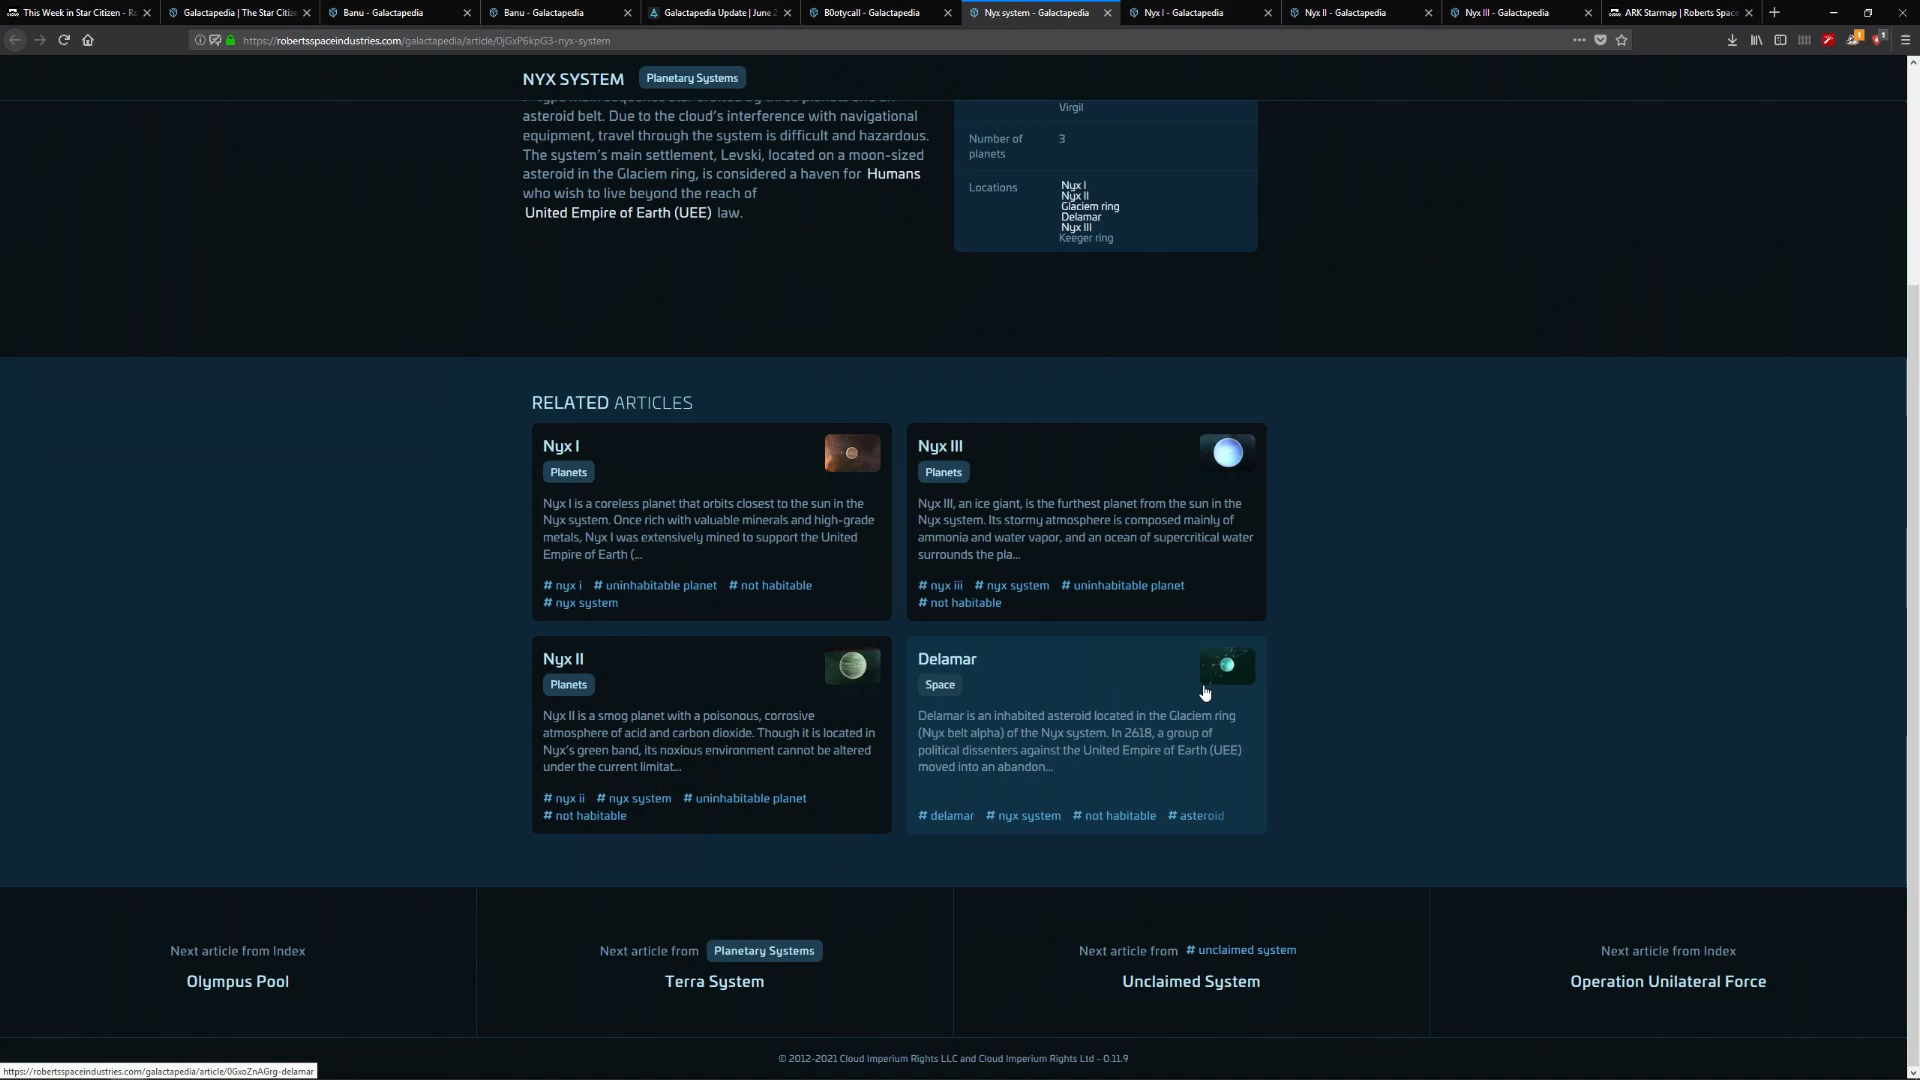 This Week in Star Citizen - Ro
Galactapedia | The Star Citize
Banu - Galactapedia
Banu - Galactapedia
Galactapedia Update | June 2
B0otycall - Galactapedia
Nyx system - Galactapedia
Nyx I - Galactapedia
Nyx II - Galactapedia
Nyx III - Galactapedia
ARK Starmap | Roberts Space
https://robertsspaceindustries.com/galactapedia/article/0jGxP6kpG3-nyx-system
1
1
NYX SYSTEM
Planetary Systems
asteroid belt. Due to the cloud's interference with navigational
equipment, travel through the system is difficult and hazardous.
The system's main settlement, Levski, located on a moon-sized
asteroid in the Glaciem ring, is considered a haven for Humans
who wish to live beyond the reach of
United Empire of Earth (UEE) law.
Virgil
Number of
planets
3
Locations
Nyx I
Nyx II
Glaciem ring
Delamar
Nyx III
Keeger ring
RELATED ARTICLES
Nyx I
Planets
Nyx I is a coreless planet that orbits closest to the sun in the
Nyx system. Once rich with valuable minerals and high-grade
metals, Nyx I was extensively mined to support the United
Empire of Earth (...
# nyx i # uninhabitable planet # not habitable
# nyx system
Nyx III
Planets
Nyx III, an ice giant, is the furthest planet from the sun in the
Nyx system. Its stormy atmosphere is composed mainly of
ammonia and water vapor, and an ocean of supercritical water
surrounds the pla...
# nyx iii # nyx system # uninhabitable planet
# not habitable
Nyx II
Planets
Nyx II is a smog planet with a poisonous, corrosive
atmosphere of acid and carbon dioxide. Though it is located in
Nyx's green band, its noxious environment cannot be altered
under the current limitat...
# nyx ii # nyx system # uninhabitable planet
# not habitable
Delamar
Space
Delamar is an inhabited asteroid located in the Glaciem ring
(Nyx belt alpha) of the Nyx system. In 2618, a group of
political dissenters against the United Empire of Earth (UEE)
moved into an abandon...
# delamar # nyx system # not habitable # asteroid
Next article from Index
Olympus Pool
Next article from Planetary Systems
Terra System
Next article from # unclaimed system
Unclaimed System
Next article from Index
Operation Unilateral Force
© 2012-2021 Cloud Imperium Rights LLC and Cloud Imperium Rights Ltd - 0.11.9
https://robertsspaceindustries.com/galactapedia/article/0GxoZnAGrg-delamar